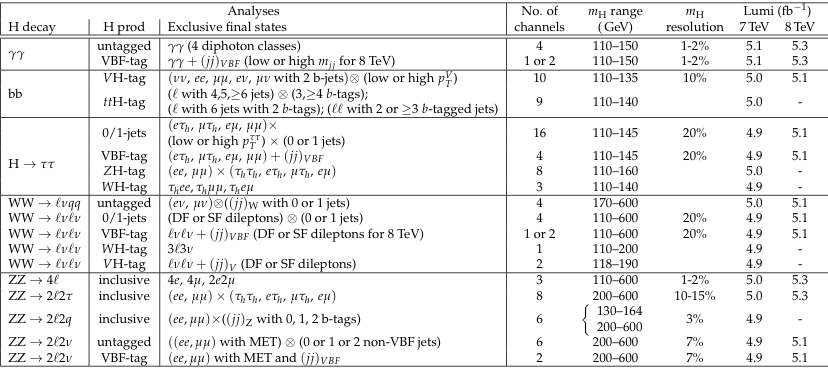 Analyses No. of m_H range m_H Lumi (fb⁻¹)
H decay H prod Exclusive final states channels (GeV) resolution 7 TeV 8 TeV
γγ untagged γγ (4 diphoton classes) 4 110–150 1-2% 5.1 5.3
VBF-tag γγ + (jj)_VBF (low or high m_jj for 8 TeV) 1 or 2 110–150 1-2% 5.1 5.3
bb VH-tag (νν, ee, μμ, eν, μν with 2 b-jets)⊗ (low or high p_T^V) 10 110–135 10% 5.0 5.1
ttH-tag (ℓ with 4,5,≥6 jets) ⊗ (3,≥4 b-tags); 9 110–140 5.0 -
(ℓ with 6 jets with 2 b-tags); (ℓℓ with 2 or ≥3 b-tagged jets)
H → ττ 0/1-jets (eτ_h, μτ_h, eμ, μμ)× 16 110–145 20% 4.9 5.1
(low or high p_T^ττ) × (0 or 1 jets)
VBF-tag (eτ_h, μτ_h, eμ, μμ) + (jj)_VBF 4 110–145 20% 4.9 5.1
ZH-tag (ee, μμ) × (τ_hτ_h, eτ_h, μτ_h, eμ) 8 110–160 5.0 -
WH-tag τ_hee, τ_hμμ, τ_heμ 3 110–140 4.9 -
WW → ℓνqq untagged (eν, μν)⊗((jj)_W with 0 or 1 jets) 4 170–600 5.0 5.1
WW → ℓνℓν 0/1-jets (DF or SF dileptons) ⊗ (0 or 1 jets) 4 110–600 20% 4.9 5.1
WW → ℓνℓν VBF-tag ℓνℓν + (jj)_VBF (DF or SF dileptons for 8 TeV) 1 or 2 110–600 20% 4.9 5.1
WW → ℓνℓν WH-tag 3ℓ3ν 1 110–200 4.9 -
WW → ℓνℓν VH-tag ℓνℓν + (jj)_V (DF or SF dileptons) 2 118-190 4.9 -
ZZ → 4ℓ inclusive 4e, 4μ, 2e2μ 3 110–600 1-2% 5.0 5.3
ZZ → 2ℓ2τ inclusive (ee, μμ) × (τ_hτ_h, eτ_h, μτ_h, eμ) 8 200–600 10-15% 5.0 5.3
ZZ → 2ℓ2q inclusive (ee, μμ)×((jj)_Z with 0, 1, 2 b-tags) 6 { 130–164 3% 4.9 -
200–600
ZZ → 2ℓ2ν untagged ((ee, μμ) with MET) ⊗ (0 or 1 or 2 non-VBF jets) 6 200–600 7% 4.9 5.1
ZZ → 2ℓ2ν VBF-tag (ee, μμ) with MET and (jj)_VBF 2 200–600 7% 4.9 5.1